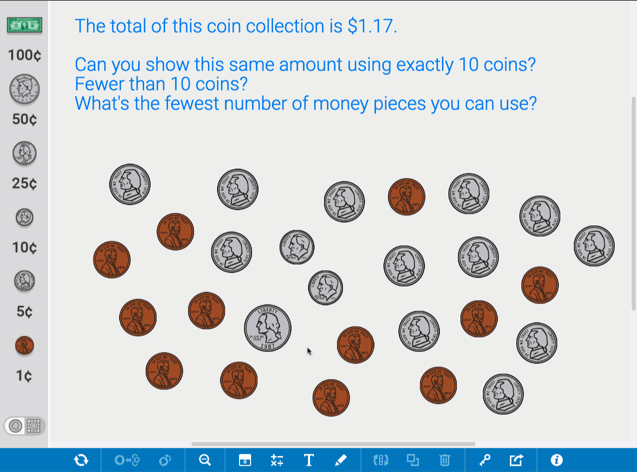 The total of this coin collection is $1.17.
Can you show this same amount using exactly 10 coins?
Fewer than 10 coins?
What's the fewest number of money pieces you can use?
100¢
50¢
25¢
10¢
5¢
1¢
LIBERTY
1987